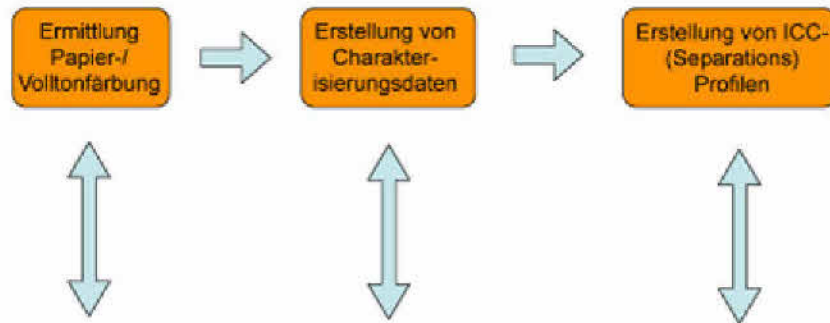 Ermittlung
Papier-/
Volltonfärbung
Erstellung von
Charakter-
isierungsdaten
Erstellung von ICC-
(Separations)
Profilen